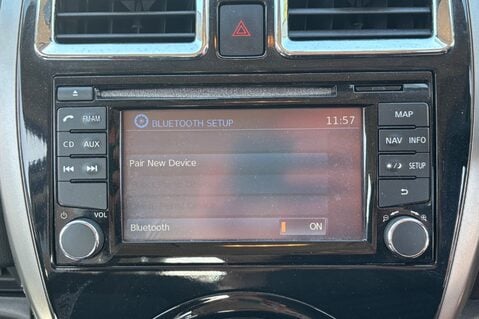 FM·AM
MAP
BLUETOOTH SETUP 11:57
CD AUX
NAV INFO
Pair New Device
SETUP
VOL
Bluetooth ON